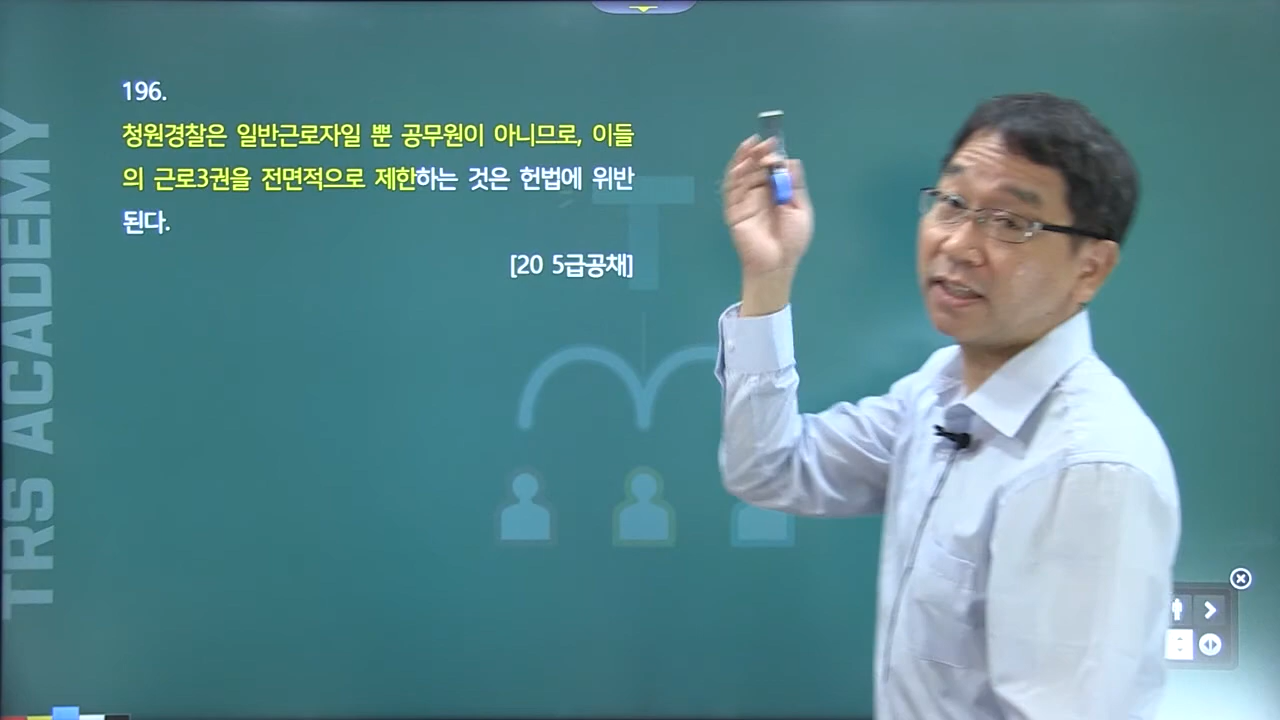 196.
청원경찰은 일반근로자일 뿐 공무원이 아니므로, 이들
의 근로3권을 전면적으로 제한하는 것은 헌법에 위반
된다.
[20 5급공채]
TRS ACADEMY